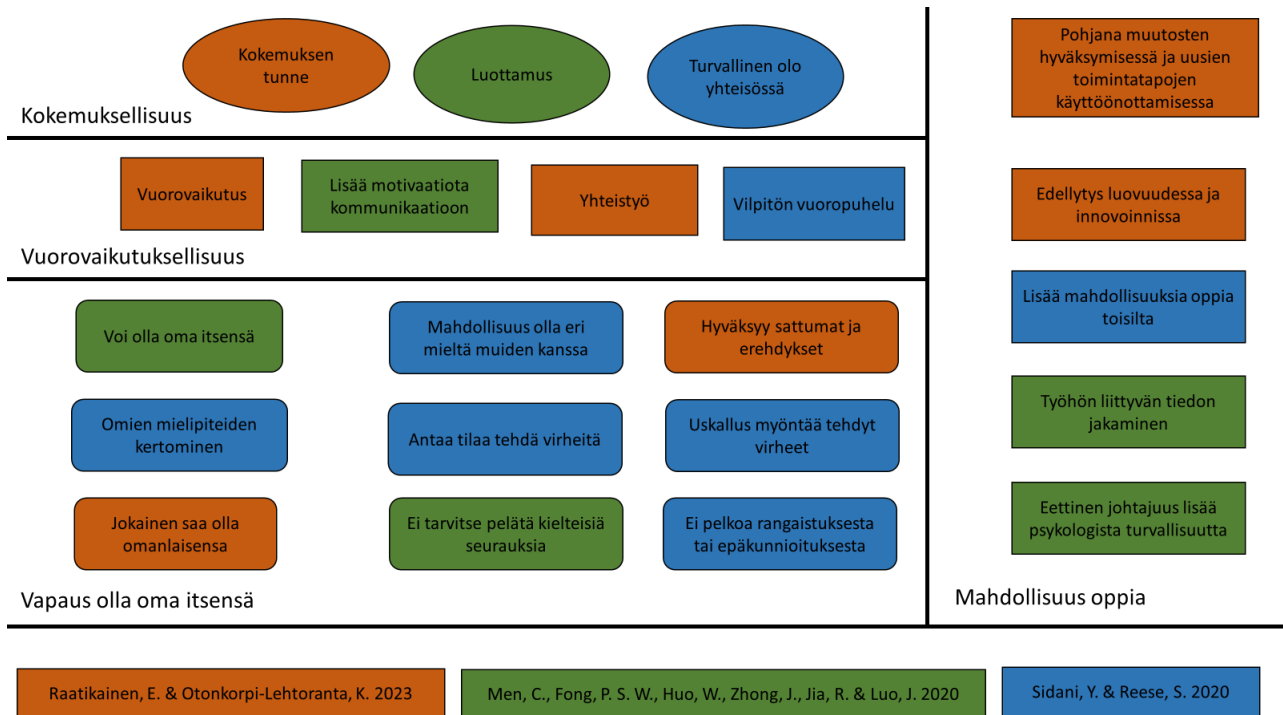 Kokemuksen
tunne
Luottamus
Turvallinen olo
yhteisössä
Kokemuksellisuus
Vuorovaikutus
Lisää motivaatiota
kommunikaatioon
Yhteistyö
Vilpitön vuoropuhelu
Vuorovaikutuksellisuus
Voi olla oma itsensä
Mahdollisuus olla eri
mieltä muiden kanssa
Hyväksyy sattumat ja
erehdykset
Omien mielipiteiden
kertominen
Antaa tilaa tehdä virheitä
Uskallus myöntää tehdyt
virheet
Jokainen saa olla
omanlaisensa
Ei tarvitse pelätä kielteisiä
seurauksia
Ei pelkoa rangaistuksesta
tai epäkunnioituksesta
Vapaus olla oma itsensä
Pohjana muutosten
hyväksymisessä ja uusien
toimintatapojen
käyttöönottamisessa
Edellytys luovuudessa ja
innovoinnissa
Lisää mahdollisuuksia oppia
toisilta
Työhön liittyvän tiedon
jakaminen
Eettinen johtajuus lisää
psykologista turvallisuutta
Mahdollisuus oppia
Raatikainen, E. & Otonkorpi-Lehtoranta, K. 2023
Men, C., Fong, P. S. W., Huo, W., Zhong, J., Jia, R. & Luo, J. 2020
Sidani, Y. & Reese, S. 2020